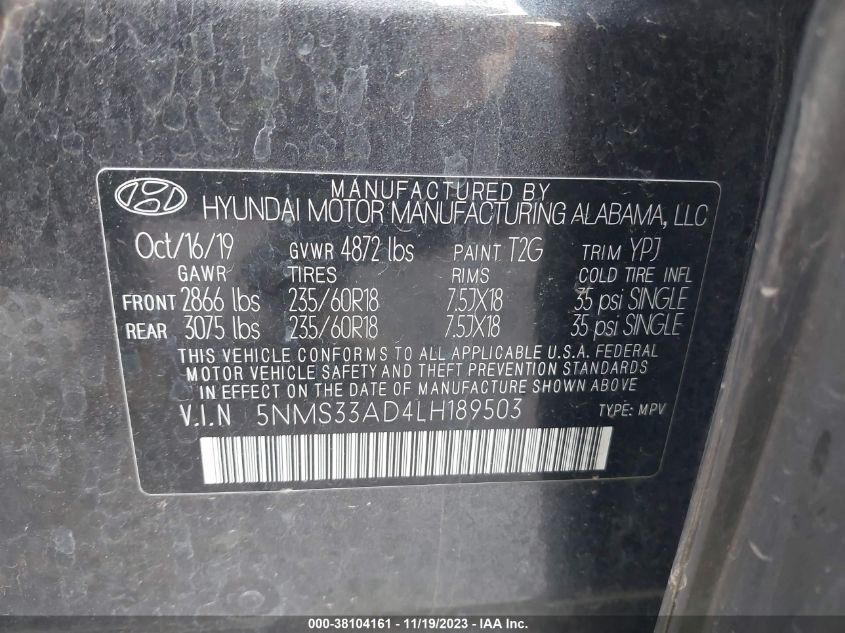 MANUFACTURED BY
HYUNDAI MOTOR MANUFACTURING ALABAMA, LLC
Oct/16/19 GVWR 4872 lbs PAINT T2G TRIM YPJ
GAWR TIRES RIMS COLD TIRE INFL
FRONT 2866 lbs 235/60R18 7.5JX18 35 psi SINGLE
REAR 3075 lbs 235/60R18 7.5JX18 35 psi SINGLE
THIS VEHICLE CONFORMS TO ALL APPLICABLE U.S.A. FEDERAL
MOTOR VEHICLE SAFETY AND THEFT PREVENTION STANDARDS
IN EFFECT ON THE DATE OF MANUFACTURE SHOWN ABOVE
V.I.N 5NMS33AD4LH189503 TYPE: MPV
000-38104161 - 11/19/2023 - © IAA Inc.